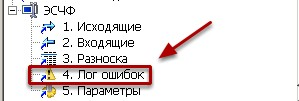 ЭСЧФ
1. Исходящие
2. Входящие
3. Разноска
4. Лог ошибок
5. Параметры